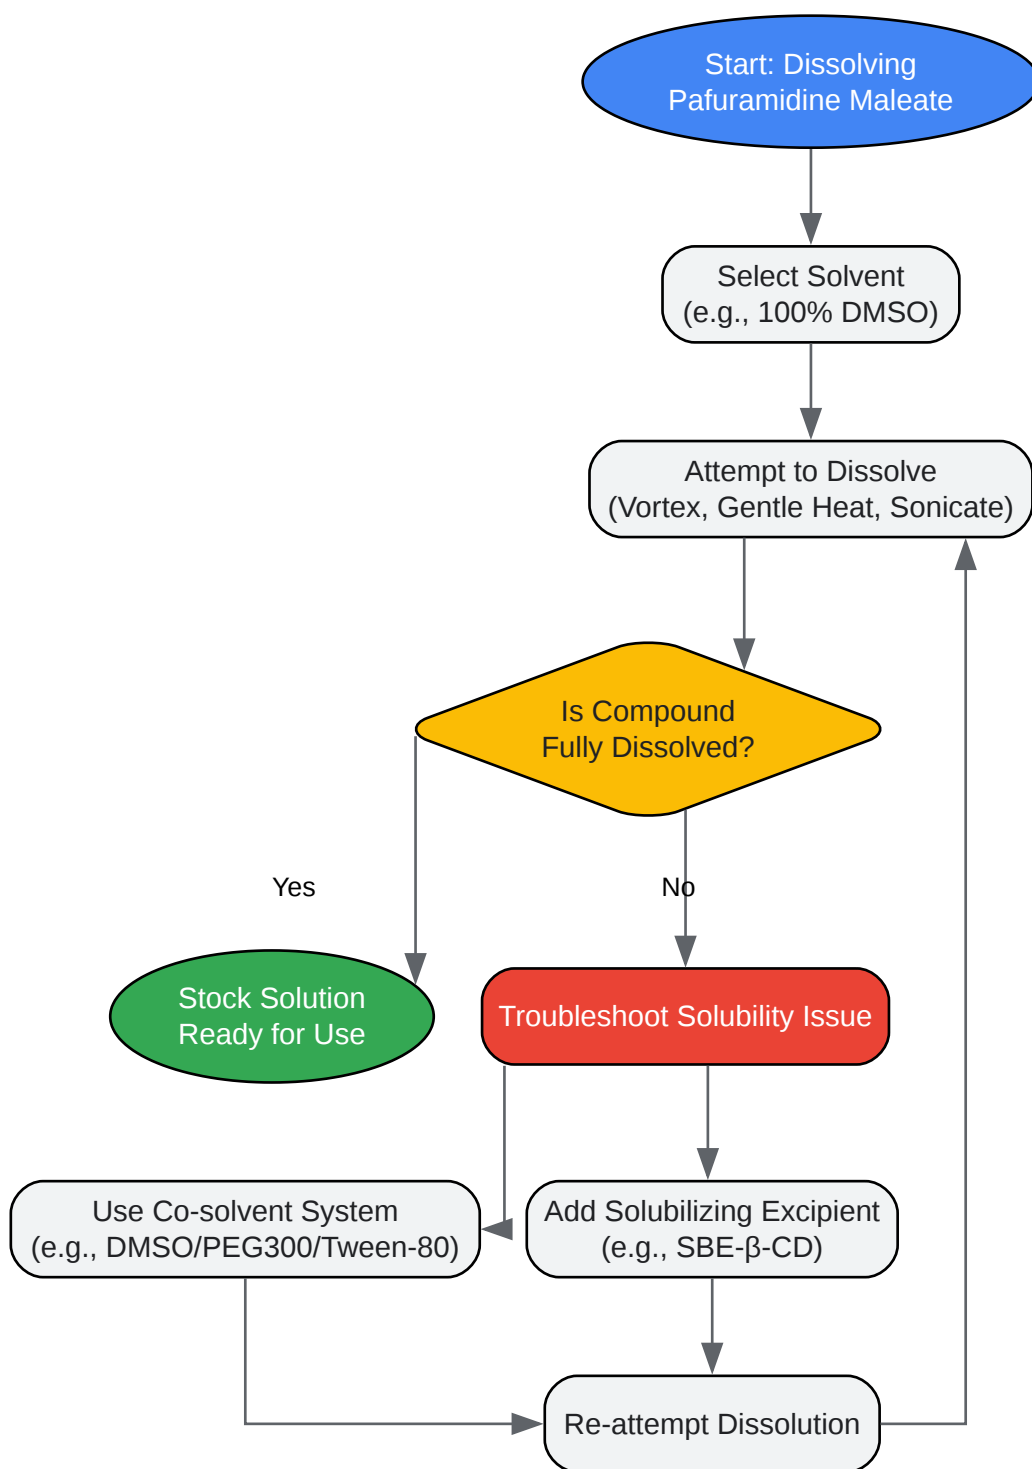 Start: Dissolving
Pafuramidine Maleate
Select Solvent
(e.g., 100% DMSO)
Attempt to Dissolve
(Vortex, Gentle Heat, Sonicate)
Is Compound
Fully Dissolved?
Yes
No
Stock Solution
Ready for Use
Troubleshoot Solubility Issue
Use Co-solvent System
(e.g., DMSO/PEG300/Tween-80)
Add Solubilizing Excipient
(e.g., SBE-β-CD)
Re-attempt Dissolution